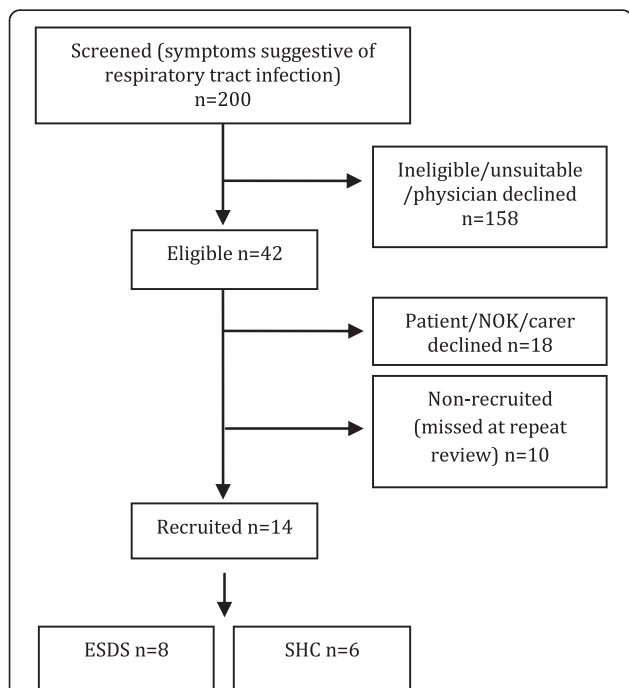 Screened (symptoms suggestive of
respiratory tract infection)
n=200
Ineligible/unsuitable
/physician declined
n=158
Eligible n=42
Patient/NOK/carer
declined n=18
Non-recruited
(missed at repeat
review) n=10
Recruited n=14
ESDS n=8
SHC n=6